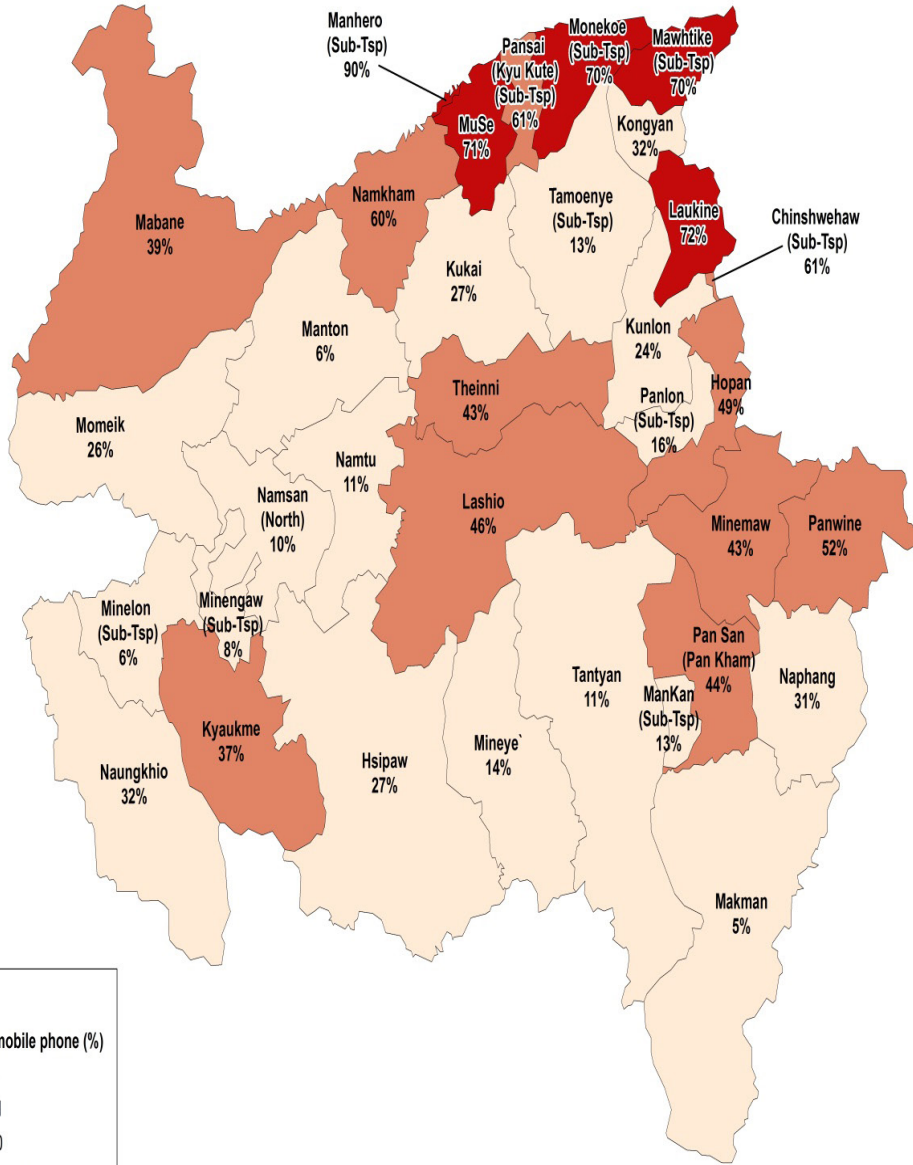 Manhero
(Sub-Tsp)
90%
Pansai
(Kyu Kute)
(Sub-Tsp)
61%
Monekoe
(Sub-Tsp)
70%
Mawhtike
(Sub-Tsp)
70%
MuSe
71%
Kongyan
32%
Mabane
39%
Namkham
60%
Tamoenye
(Sub-Tsp)
13%
Laukine
72%
Chinshwehaw
(Sub-Tsp)
61%
Kukai
27%
Manton
6%
Kunlon
24%
Theinni
43%
Panlon
(Sub-Tsp)
16%
Hopan
49%
Momeik
26%
Namtu
11%
Namsan
(North)
10%
Lashio
46%
Minemaw
43%
Panwine
52%
Minelon
(Sub-Tsp)
6%
Minengaw
(Sub-Tsp)
8%
Pan San
(Pan Kham)
44%
Tantyan
11%
ManKan
(Sub-Tsp)
13%
Naphang
31%
Kyaukme
37%
Naungkhio
32%
Hsipaw
27%
Mineye`
14%
Makman
5%
mobile phone (%)